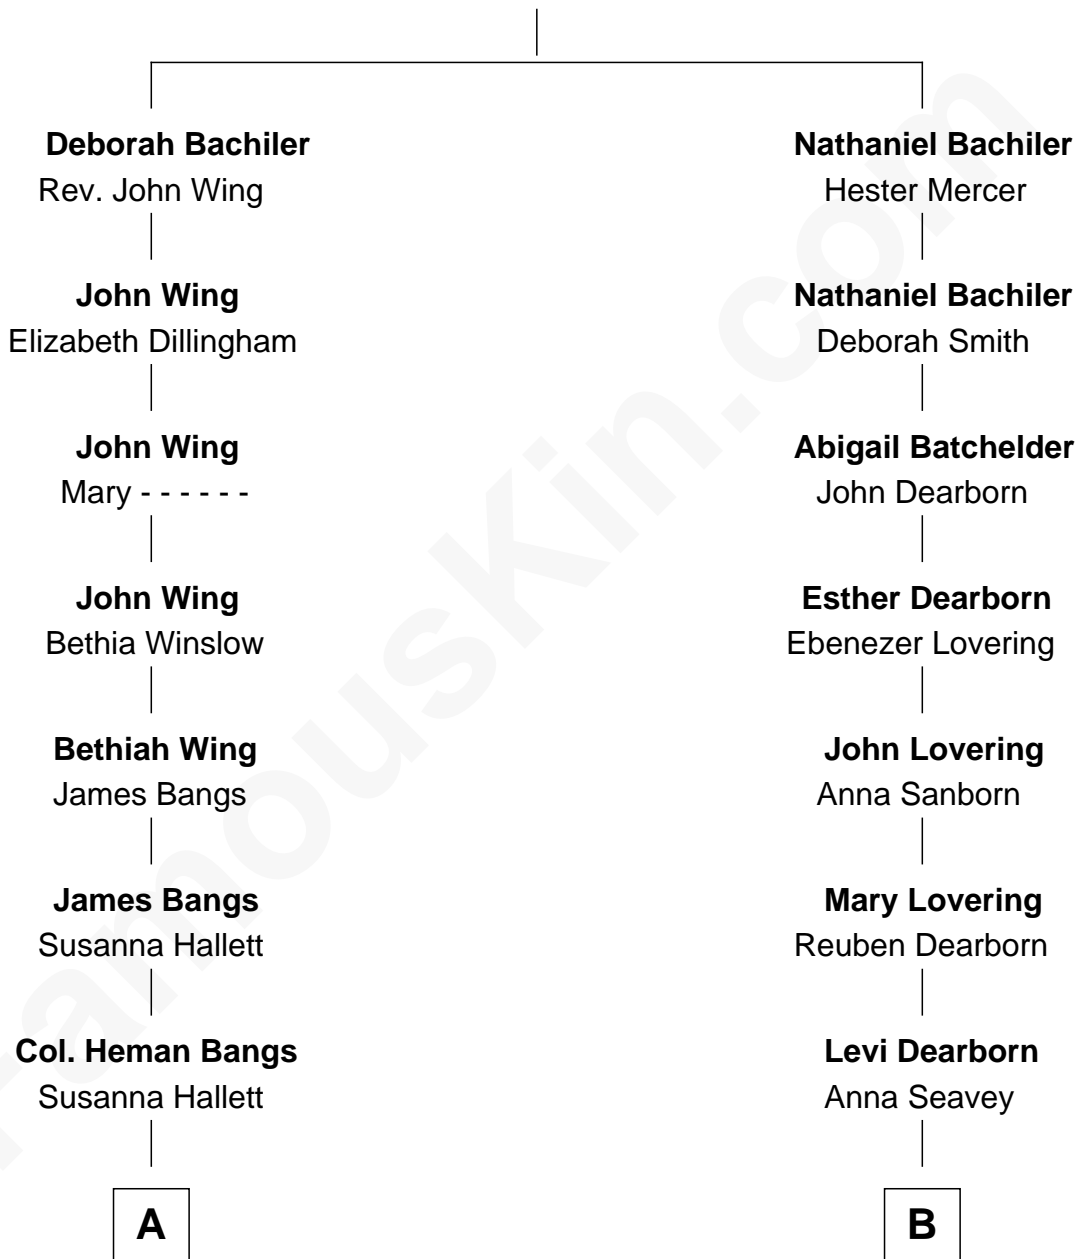 Deborah Bachiler
Rev. John Wing
John Wing
Elizabeth Dillingham
John Wing
Mary - - - - - -
John Wing
Bethia Winslow
Bethiah Wing
James Bangs
James Bangs
Susanna Hallett
Col. Heman Bangs
Susanna Hallett
A
Nathaniel Bachiler
Hester Mercer
Nathaniel Bachiler
Deborah Smith
Abigail Batchelder
John Dearborn
Esther Dearborn
Ebenezer Lovering
John Lovering
Anna Sanborn
Mary Lovering
Reuben Dearborn
Levi Dearborn
Anna Seavey
B
FamousKin.com